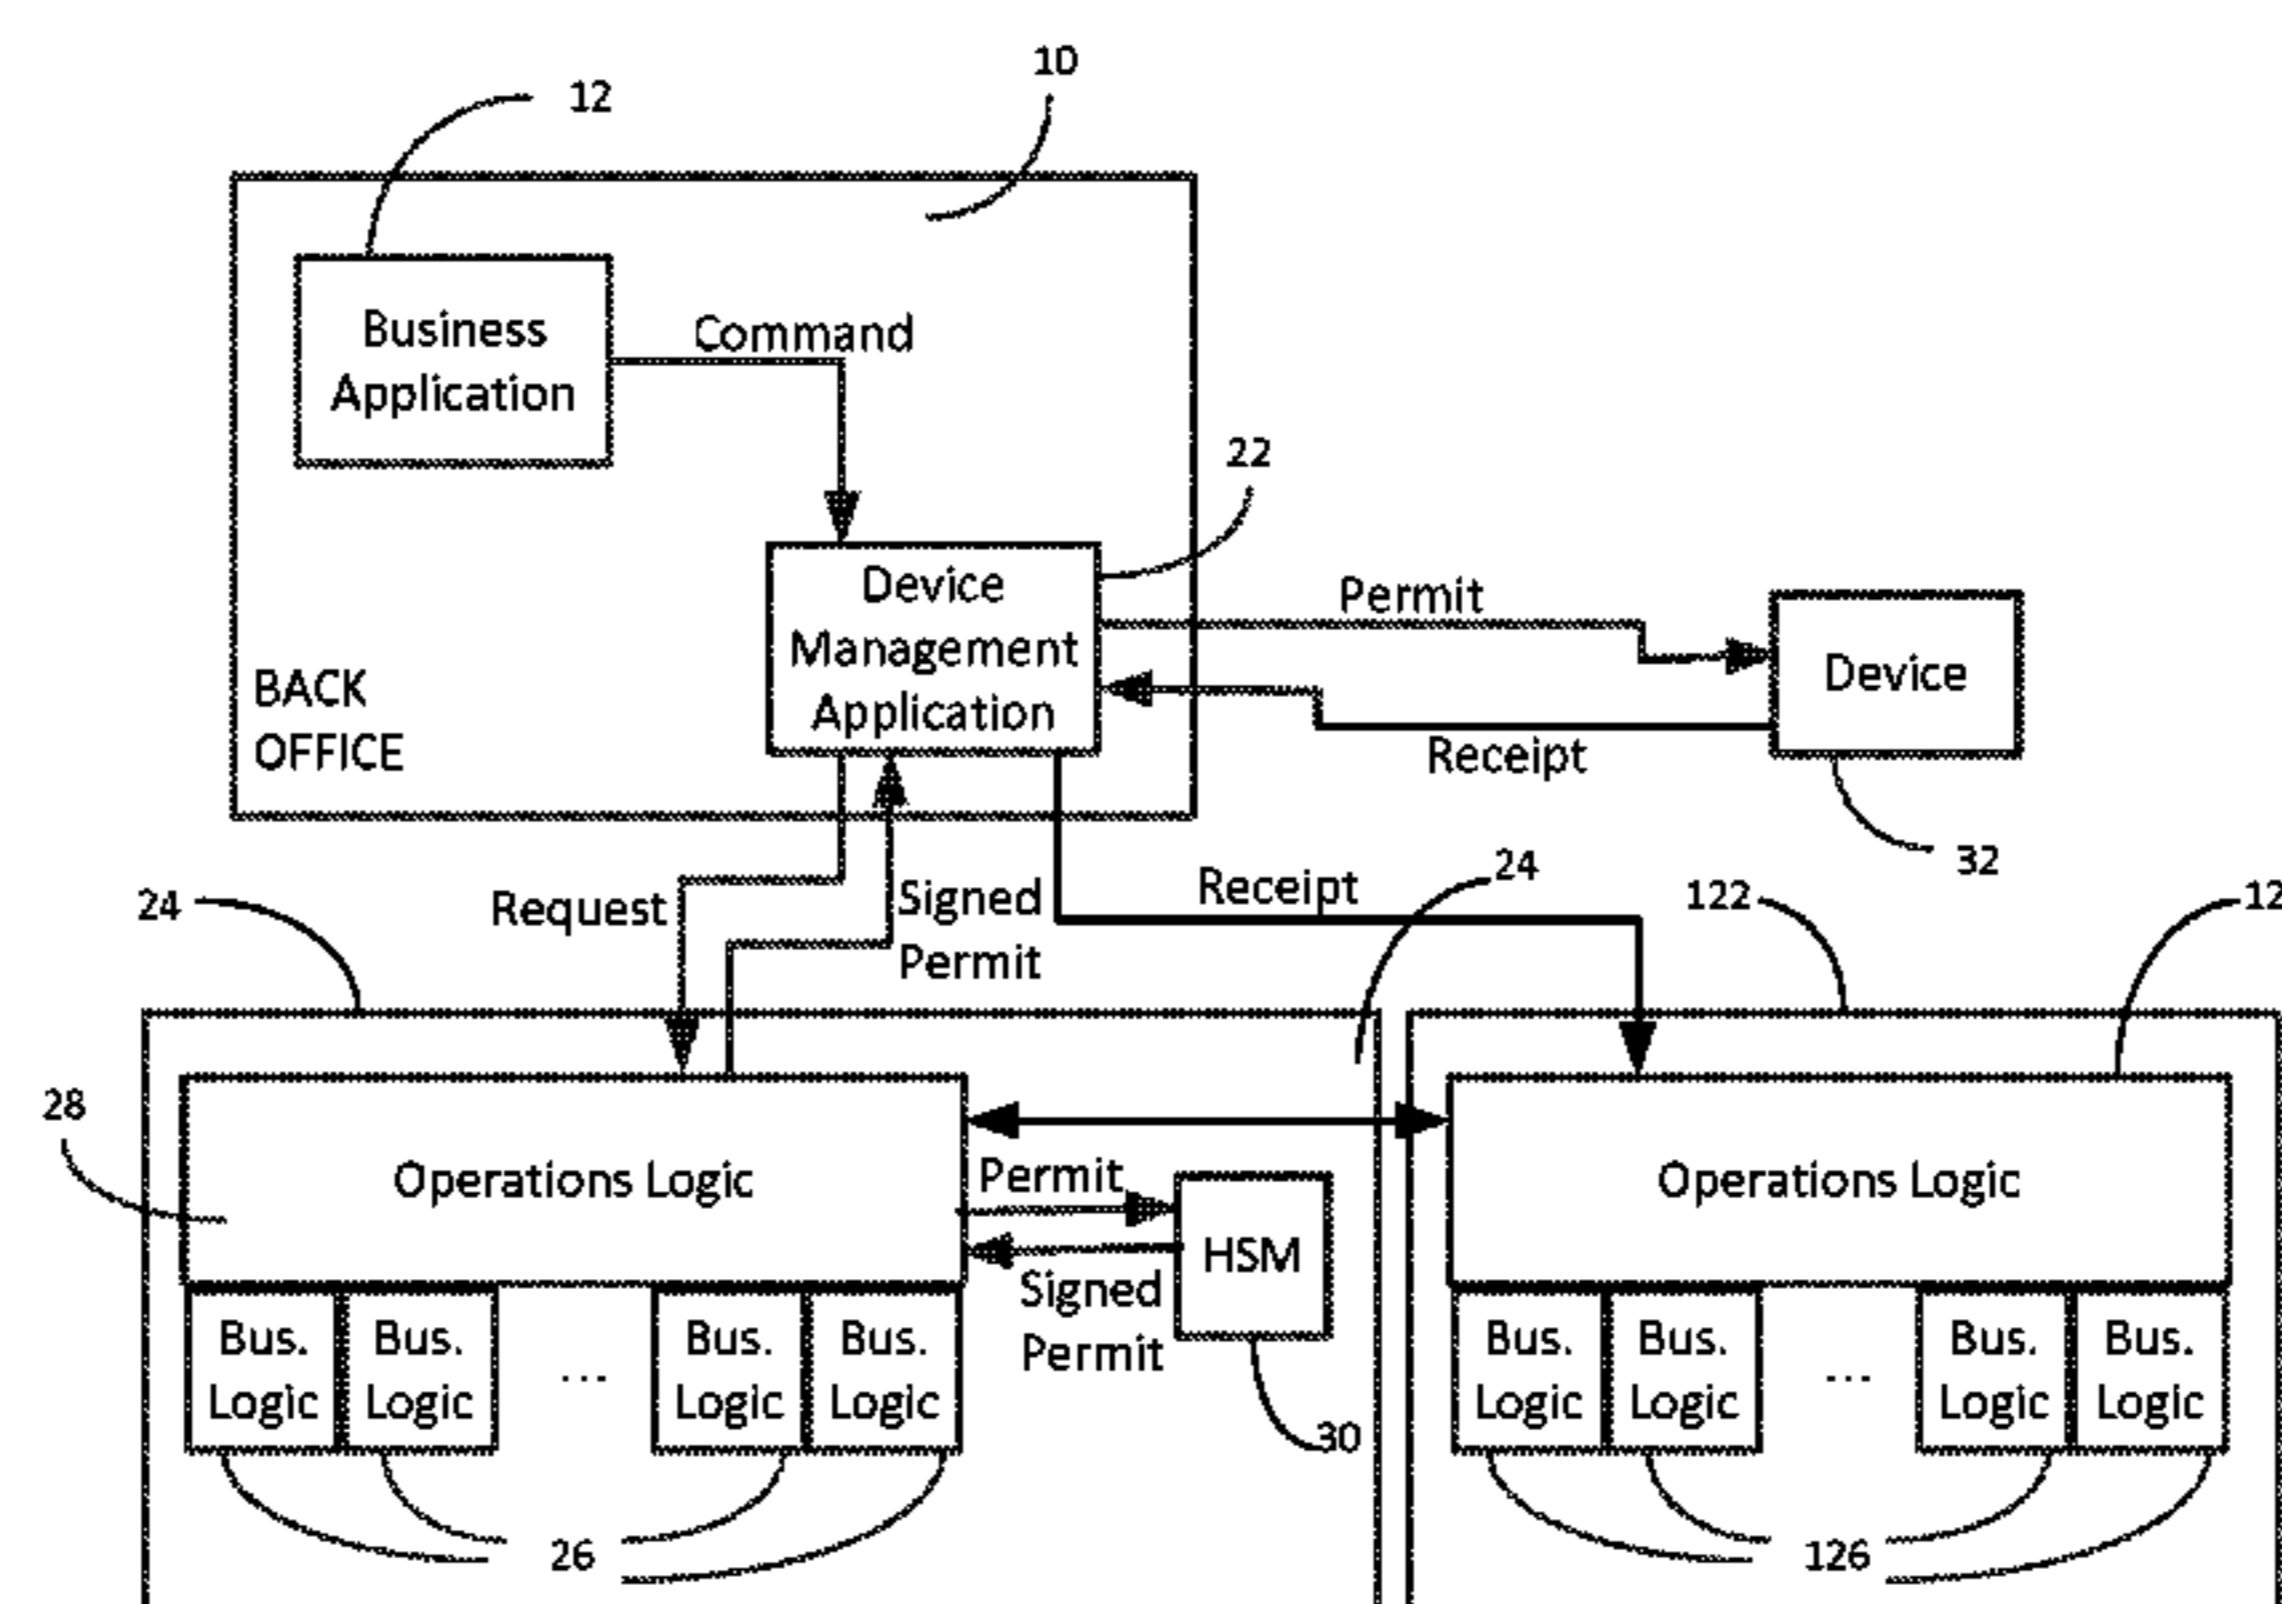 10
12
Business
Application
Command
22
Device
Management
Application
BACK
OFFICE
Permit
Device
Receipt
32
24
Request
Signed
Permit
Receipt
24
122
12
28
Operations Logic
Permit
HSM
Signed
Permit
30
Operations Logic
Bus.
Logic
Bus.
Logic
...
Bus.
Logic
Bus.
Logic
26
Bus.
Logic
Bus.
Logic
...
Bus.
Logic
Bus.
Logic
126